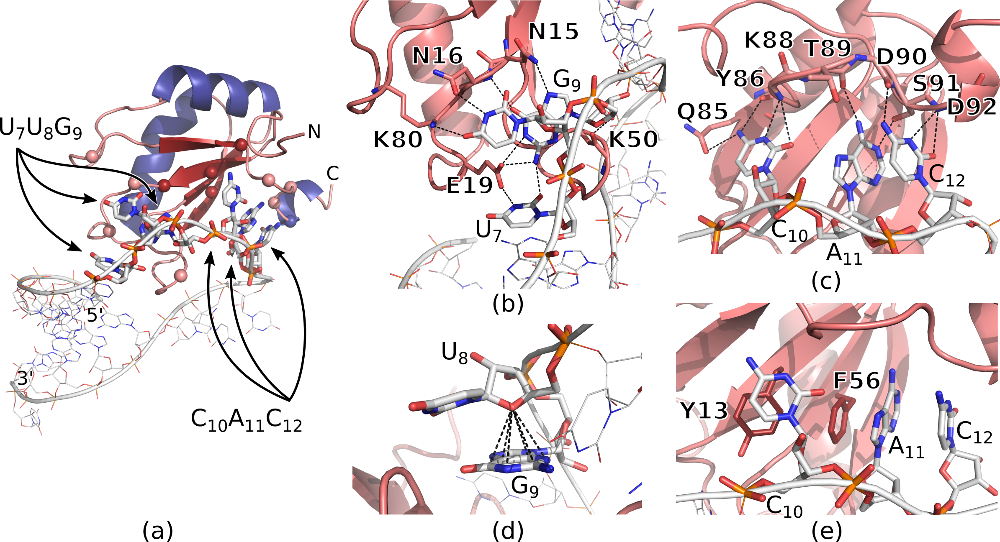 U₇U₈G₉
N
C
5'
3'
C₁₀A₁₁C₁₂
(a)
N15
N16
G₉
K80
K50
E19
U₇
(b)
K88
T89
D90
Y86
S91
Q85
D92
C₁₂
C₁₀
A₁₁
(c)
U₈
G₉
(d)
F56
Y13
C₁₂
A₁₁
C₁₀
(e)